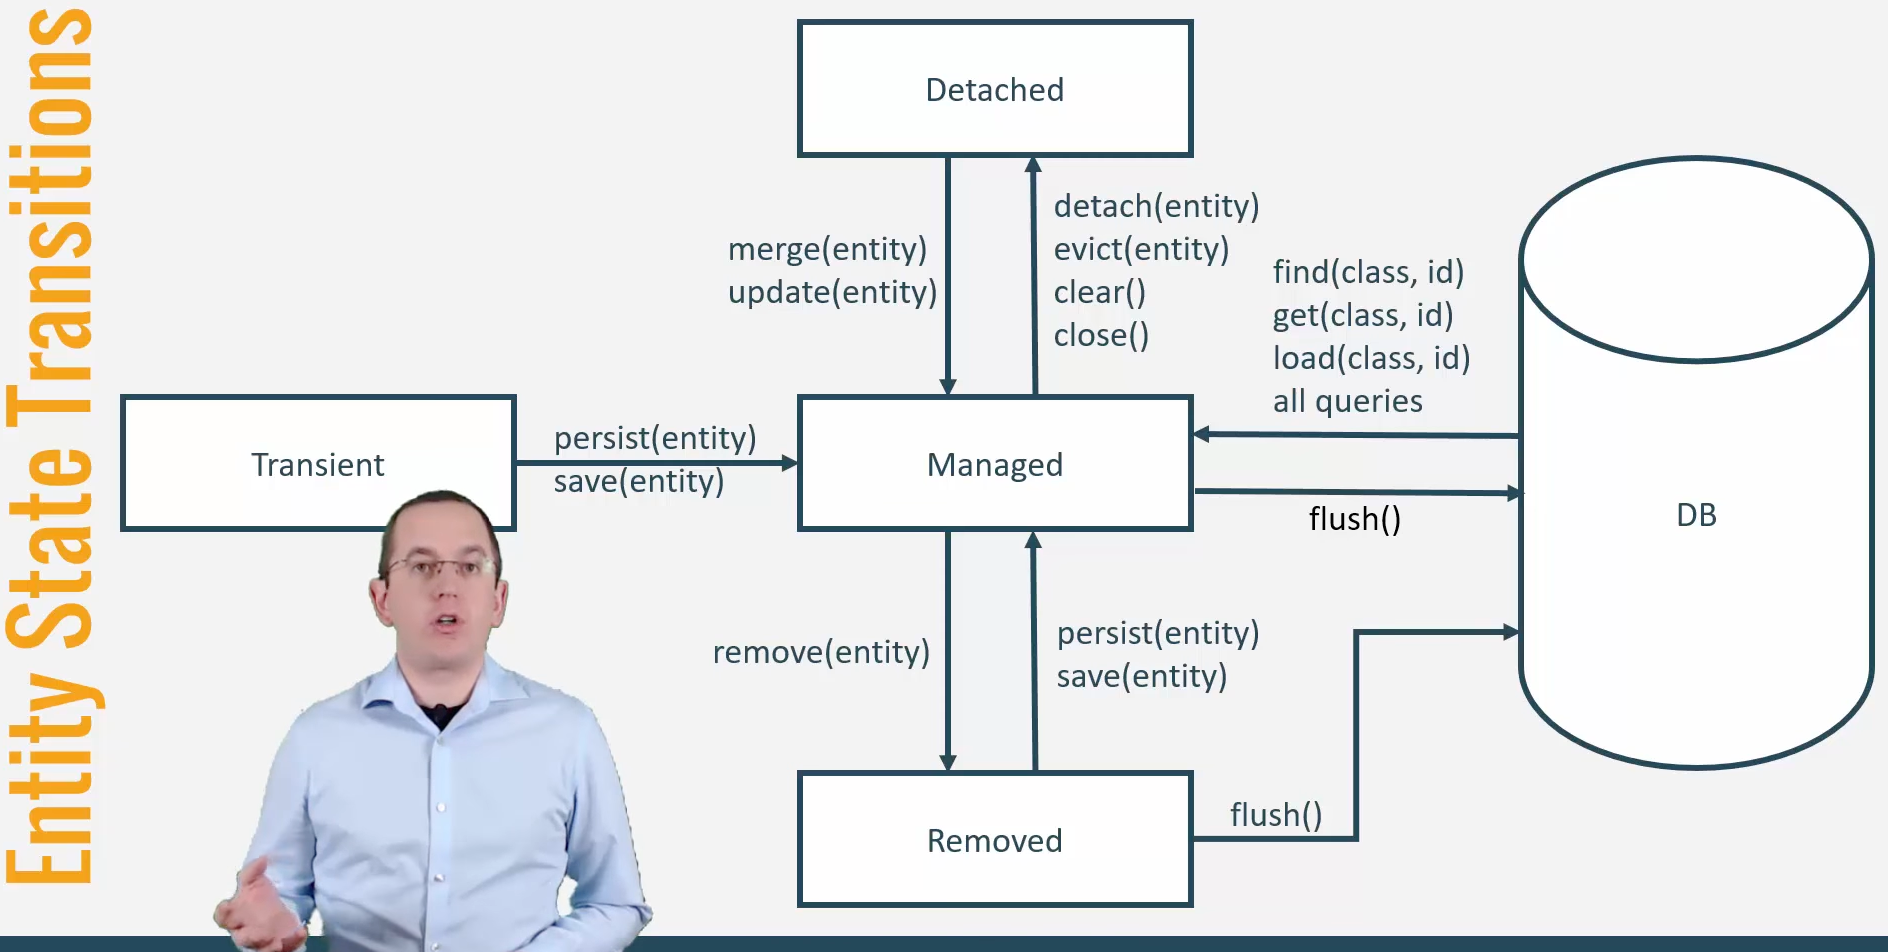 Entity State Transitions
Detached
merge(entity)
update(entity)
detach(entity)
evict(entity)
clear()
close()
find(class, id)
get(class, id)
load(class, id)
all queries
Transient
persist(entity)
save(entity)
Managed
flush()
DB
remove(entity)
persist(entity)
save(entity)
Removed
flush()